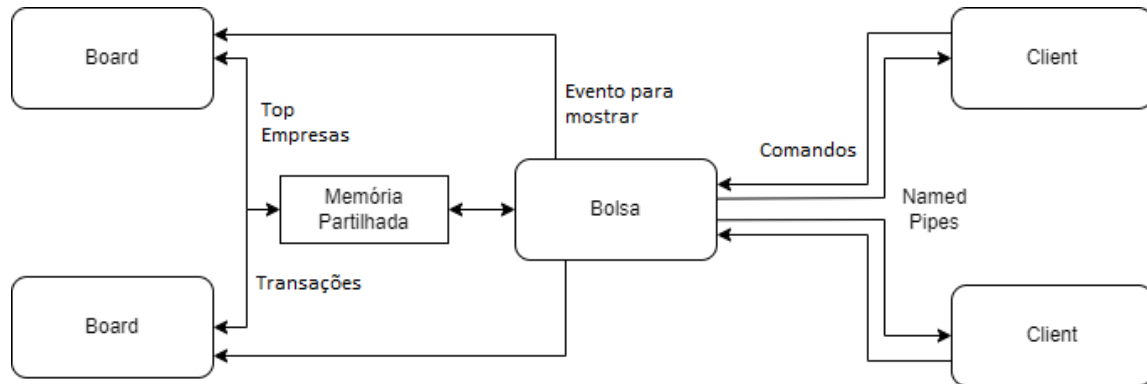 Board
Client
Top
Empresas
Evento para
mostrar
Comandos
Memória
Partilhada
Bolsa
Named
Pipes
Transações
Board
Client